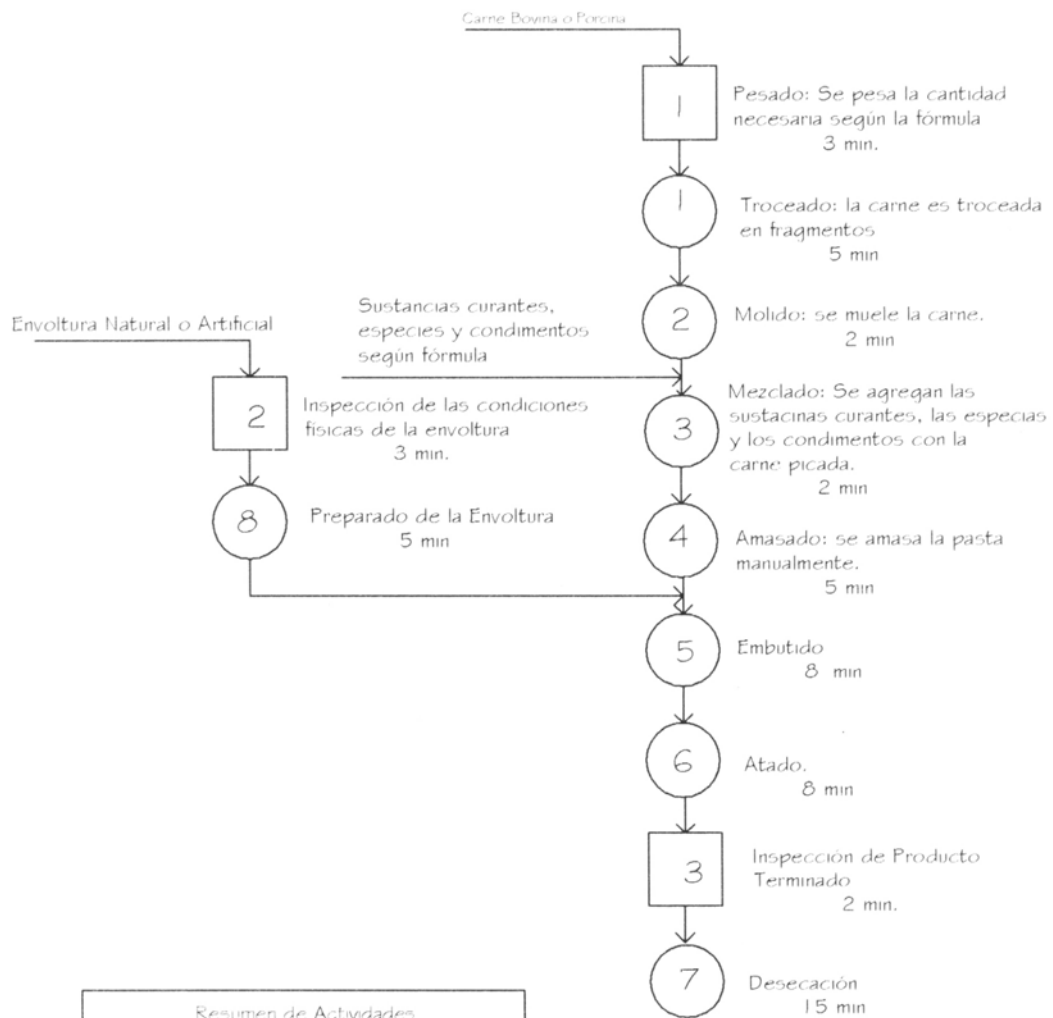 Carne Bovina o Porcina
1
Pesado: Se pesa la cantidad
necesaria según la fórmula
3 min.
1
Troceado: la carne es troceada
en fragmentos
5 min
2
Molido: se muele la carne.
2 min
Sustancias curantes,
especies y condimentos
según fórmula
Envoltura Natural o Artificial
2
Inspección de las condiciones
físicas de la envoltura
3 min.
3
Mezclado: Se agregan las
sustacinas curantes, las especias
y los condimentos con la
carne picada.
2 min
8
Preparado de la Envoltura
5 min
4
Amasado: se amasa la pasta
manualmente.
5 min
5
Embutido
8 min
6
Atado.
8 min
3
Inspección de Producto
Terminado
2 min.
7
Desecación
15 min
Resumen de Actividades